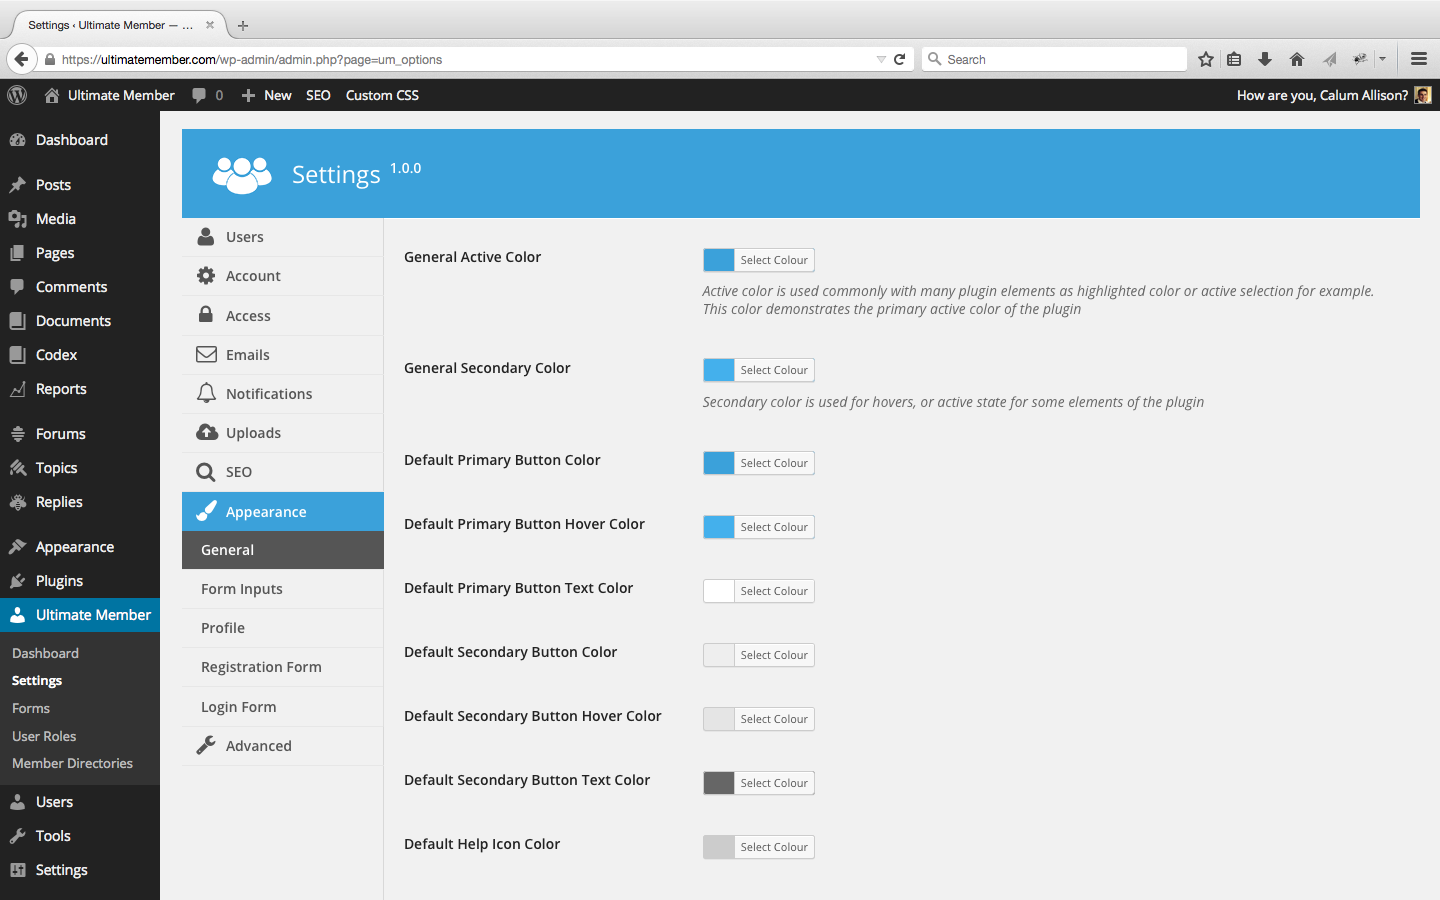 Settings ‹ Ultimate Member — ...
https://ultimatemember.com/wp-admin/admin.php?page=um_options
Search
Ultimate Member
0
New
SEO
Custom CSS
How are you, Calum Allison?
Dashboard
Posts
Media
Pages
Comments
Documents
Codex
Reports
Forums
Topics
Replies
Appearance
Plugins
Ultimate Member
Dashboard
Settings
Forms
User Roles
Member Directories
Users
Tools
Settings
Settings 1.0.0
Users
Account
Access
Emails
Notifications
Uploads
SEO
Appearance
General
Form Inputs
Profile
Registration Form
Login Form
Advanced
General Active Color
Select Colour
Active color is used commonly with many plugin elements as highlighted color or active selection for example.
This color demonstrates the primary active color of the plugin
General Secondary Color
Select Colour
Secondary color is used for hovers, or active state for some elements of the plugin
Default Primary Button Color
Select Colour
Default Primary Button Hover Color
Select Colour
Default Primary Button Text Color
Select Colour
Default Secondary Button Color
Select Colour
Default Secondary Button Hover Color
Select Colour
Default Secondary Button Text Color
Select Colour
Default Help Icon Color
Select Colour